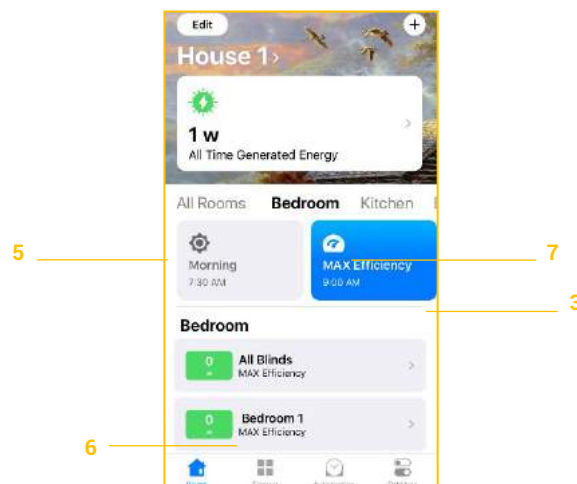 Edit +
House 1 >
1 w
All Time Generated Energy
All Rooms Bedroom Kitchen
5
Morning
7:30 AM
MAX Efficiency
9:00 AM
7
3
Bedroom
0
All Blinds
MAX Efficiency
0
Bedroom 1
MAX Efficiency
6